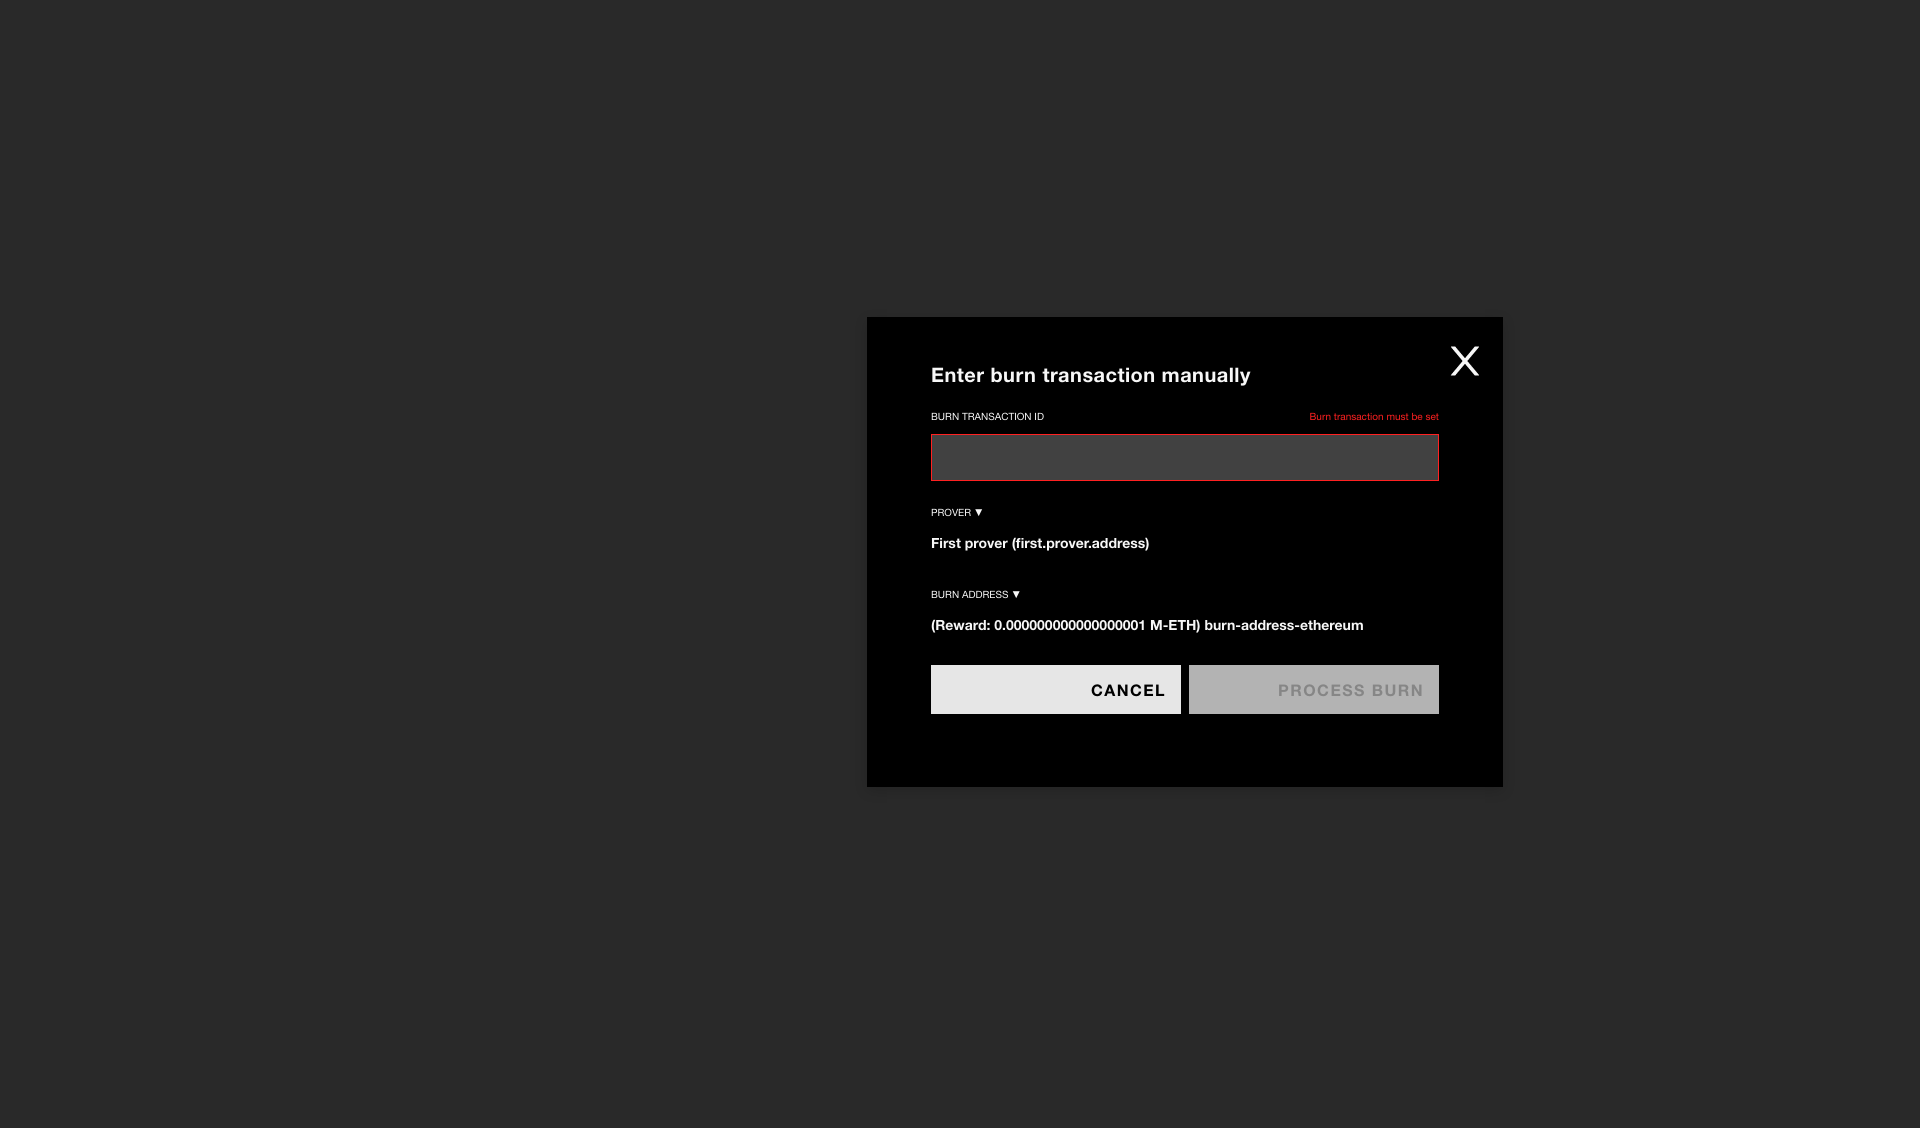 Enter burn transaction manually
X
BURN TRANSACTION ID Burn transaction must be set
PROVER ▼
First prover (first.prover.address)
BURN ADDRESS ▼
(Reward: 0.000000000000000001 M-ETH) burn-address-ethereum
CANCEL PROCESS BURN